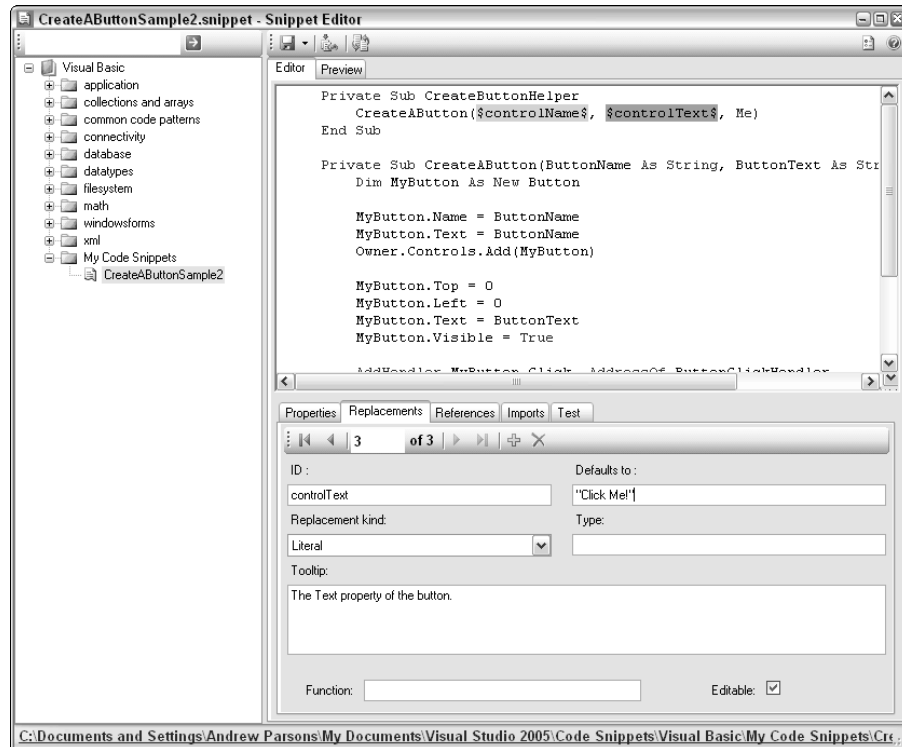 CreateAButtonSample2.snippet - Snippet Editor
Visual Basic
application
collections and arrays
common code patterns
connectivity
database
datatypes
filesystem
math
windowsforms
xml
My Code Snippets
CreateAButtonSample2
Editor Preview
Private Sub CreateButtonHelper
CreateAButton($controlName$, $controlText$, Me)
End Sub
Private Sub CreateAButton(ButtonName As String, ButtonText As Str
Dim MyButton As New Button
MyButton.Name = ButtonName
MyButton.Text = ButtonName
Owner.Controls.Add(MyButton)
MyButton.Top = 0
MyButton.Left = 0
MyButton.Text = ButtonText
MyButton.Visible = True
AddHandler MyButton.Click, AddressOf ButtonClickHandler
Properties Replacements References Imports Test
3 of 3
ID :
controlText
Defaults to :
"Click Me!"
Replacement kind:
Literal
Type:
Tooltip:
The Text property of the button.
Function:
Editable:
C:\Documents and Settings\Andrew Parsons\My Documents\Visual Studio 2005\Code Snippets\Visual Basic\My Code Snippets\Cre